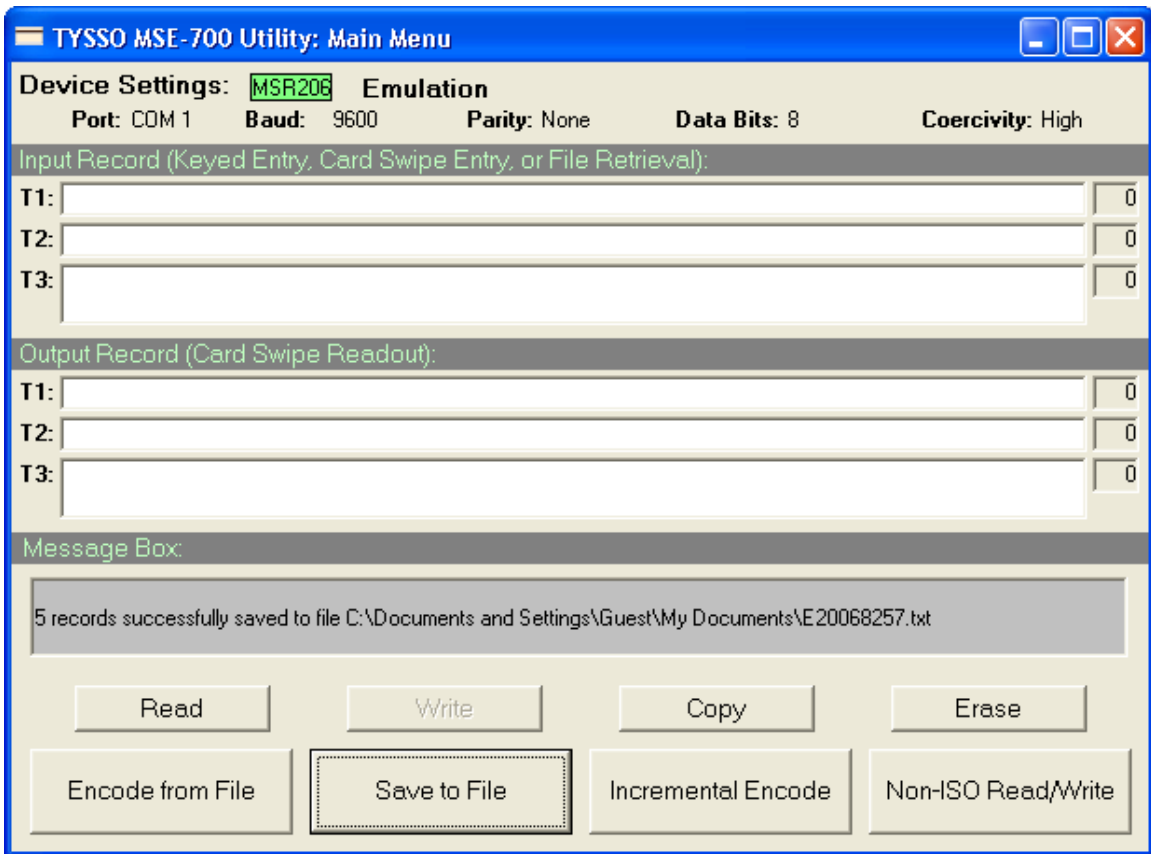 TYSSO MSE-700 Utility: Main Menu
Device Settings: MSR206 Emulation
Port: COM 1 Baud: 9600 Parity: None Data Bits: 8 Coercivity: High
Input Record (Keyed Entry, Card Swipe Entry, or File Retrieval):
T1: 0
T2: 0
T3: 0
Output Record (Card Swipe Readout):
T1: 0
T2: 0
T3: 0
Message Box:
5 records successfully saved to file C:\Documents and Settings\Guest\My Documents\E20068257.txt
Read Write Copy Erase
Encode from File Save to File Incremental Encode Non-ISO Read/Write